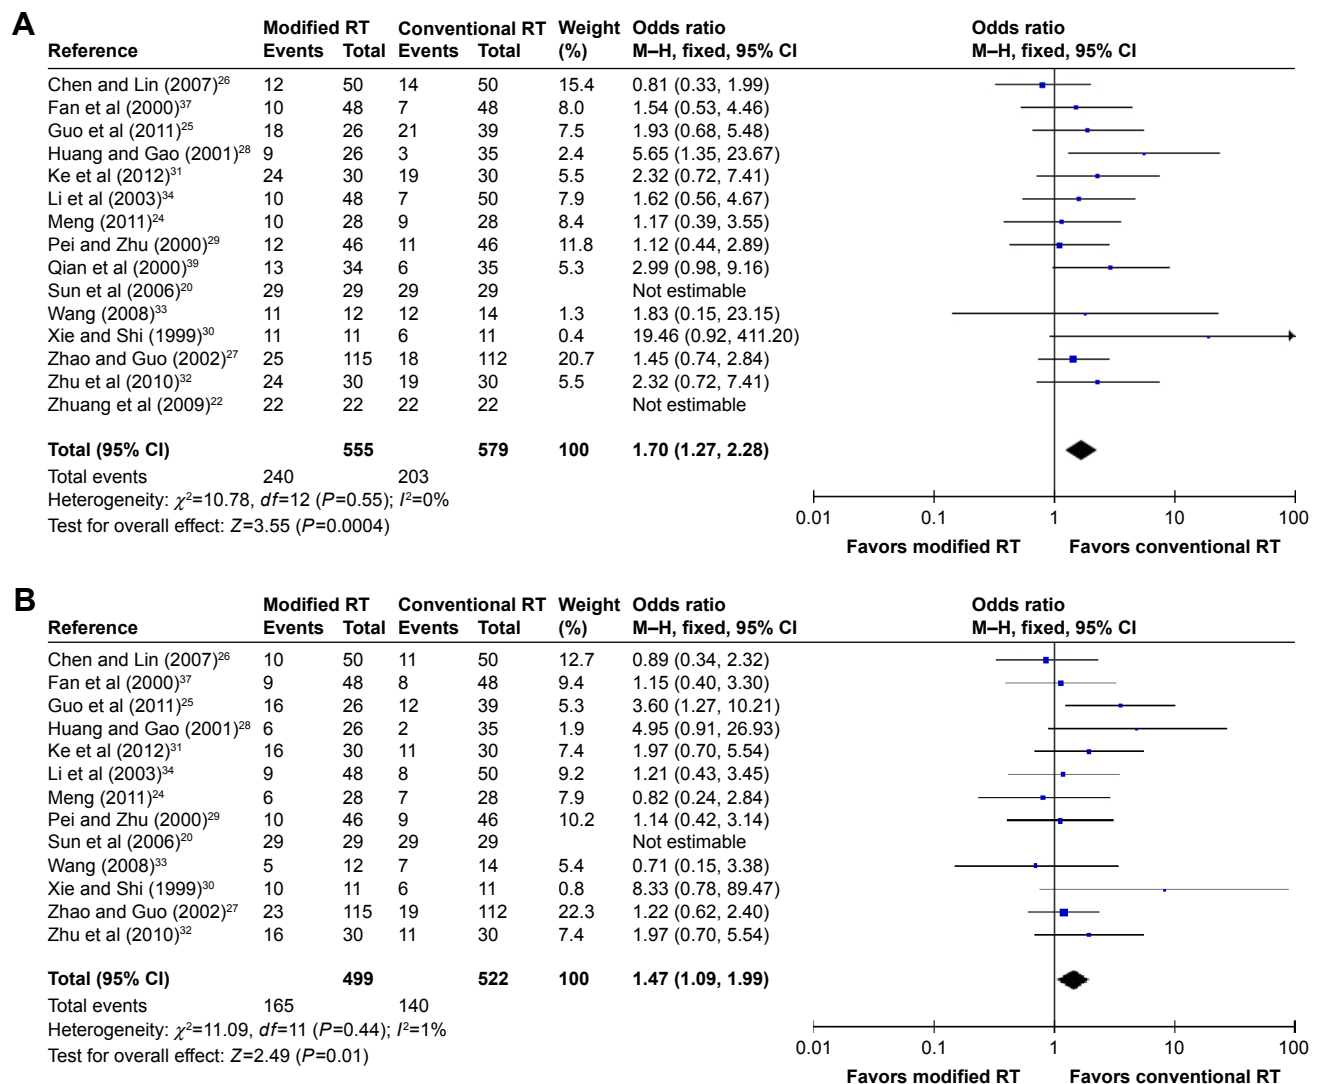 A
Modified RT Conventional RT Weight Odds ratio Odds ratio
Reference Events Total Events Total (%) M–H, fixed, 95% CI M–H, fixed, 95% CI
Chen and Lin (2007)26 12 50 14 50 15.4 0.81 (0.33, 1.99)
Fan et al (2000)37 10 48 7 48 8.0 1.54 (0.53, 4.46)
Guo et al (2011)25 18 26 21 39 7.5 1.93 (0.68, 5.48)
Huang and Gao (2001)28 9 26 3 35 2.4 5.65 (1.35, 23.67)
Ke et al (2012)31 24 30 19 30 5.5 2.32 (0.72, 7.41)
Li et al (2003)34 10 48 7 50 7.9 1.62 (0.56, 4.67)
Meng (2011)24 10 28 9 28 8.4 1.17 (0.39, 3.55)
Pei and Zhu (2000)29 12 46 11 46 11.8 1.12 (0.44, 2.89)
Qian et al (2000)39 13 34 6 35 5.3 2.99 (0.98, 9.16)
Sun et al (2006)20 29 29 29 29 Not estimable
Wang (2008)33 11 12 12 14 1.3 1.83 (0.15, 23.15)
Xie and Shi (1999)30 11 11 6 11 0.4 19.46 (0.92, 411.20)
Zhao and Guo (2002)27 25 115 18 112 20.7 1.45 (0.74, 2.84)
Zhu et al (2010)32 24 30 19 30 5.5 2.32 (0.72, 7.41)
Zhuang et al (2009)22 22 22 22 22 Not estimable
Total (95% CI) 555 579 100 1.70 (1.27, 2.28)
Total events 240 203
Heterogeneity: χ2=10.78, df=12 (P=0.55); I2=0%
Test for overall effect: Z=3.55 (P=0.0004)
0.01 0.1 1 10 100
Favors modified RT Favors conventional RT
B
Modified RT Conventional RT Weight Odds ratio Odds ratio
Reference Events Total Events Total (%) M–H, fixed, 95% CI M–H, fixed, 95% CI
Chen and Lin (2007)26 10 50 11 50 12.7 0.89 (0.34, 2.32)
Fan et al (2000)37 9 48 8 48 9.4 1.15 (0.40, 3.30)
Guo et al (2011)25 16 26 12 39 5.3 3.60 (1.27, 10.21)
Huang and Gao (2001)28 6 26 2 35 1.9 4.95 (0.91, 26.93)
Ke et al (2012)31 16 30 11 30 7.4 1.97 (0.70, 5.54)
Li et al (2003)34 9 48 8 50 9.2 1.21 (0.43, 3.45)
Meng (2011)24 6 28 7 28 7.9 0.82 (0.24, 2.84)
Pei and Zhu (2000)29 10 46 9 46 10.2 1.14 (0.42, 3.14)
Sun et al (2006)20 29 29 29 29 Not estimable
Wang (2008)33 5 12 7 14 5.4 0.71 (0.15, 3.38)
Xie and Shi (1999)30 10 11 6 11 0.8 8.33 (0.78, 89.47)
Zhao and Guo (2002)27 23 115 19 112 22.3 1.22 (0.62, 2.40)
Zhu et al (2010)32 16 30 11 30 7.4 1.97 (0.70, 5.54)
Total (95% CI) 499 522 100 1.47 (1.09, 1.99)
Total events 165 140
Heterogeneity: χ2=11.09, df=11 (P=0.44); I2=1%
Test for overall effect: Z=2.49 (P=0.01)
0.01 0.1 1 10 100
Favors modified RT Favors conventional RT